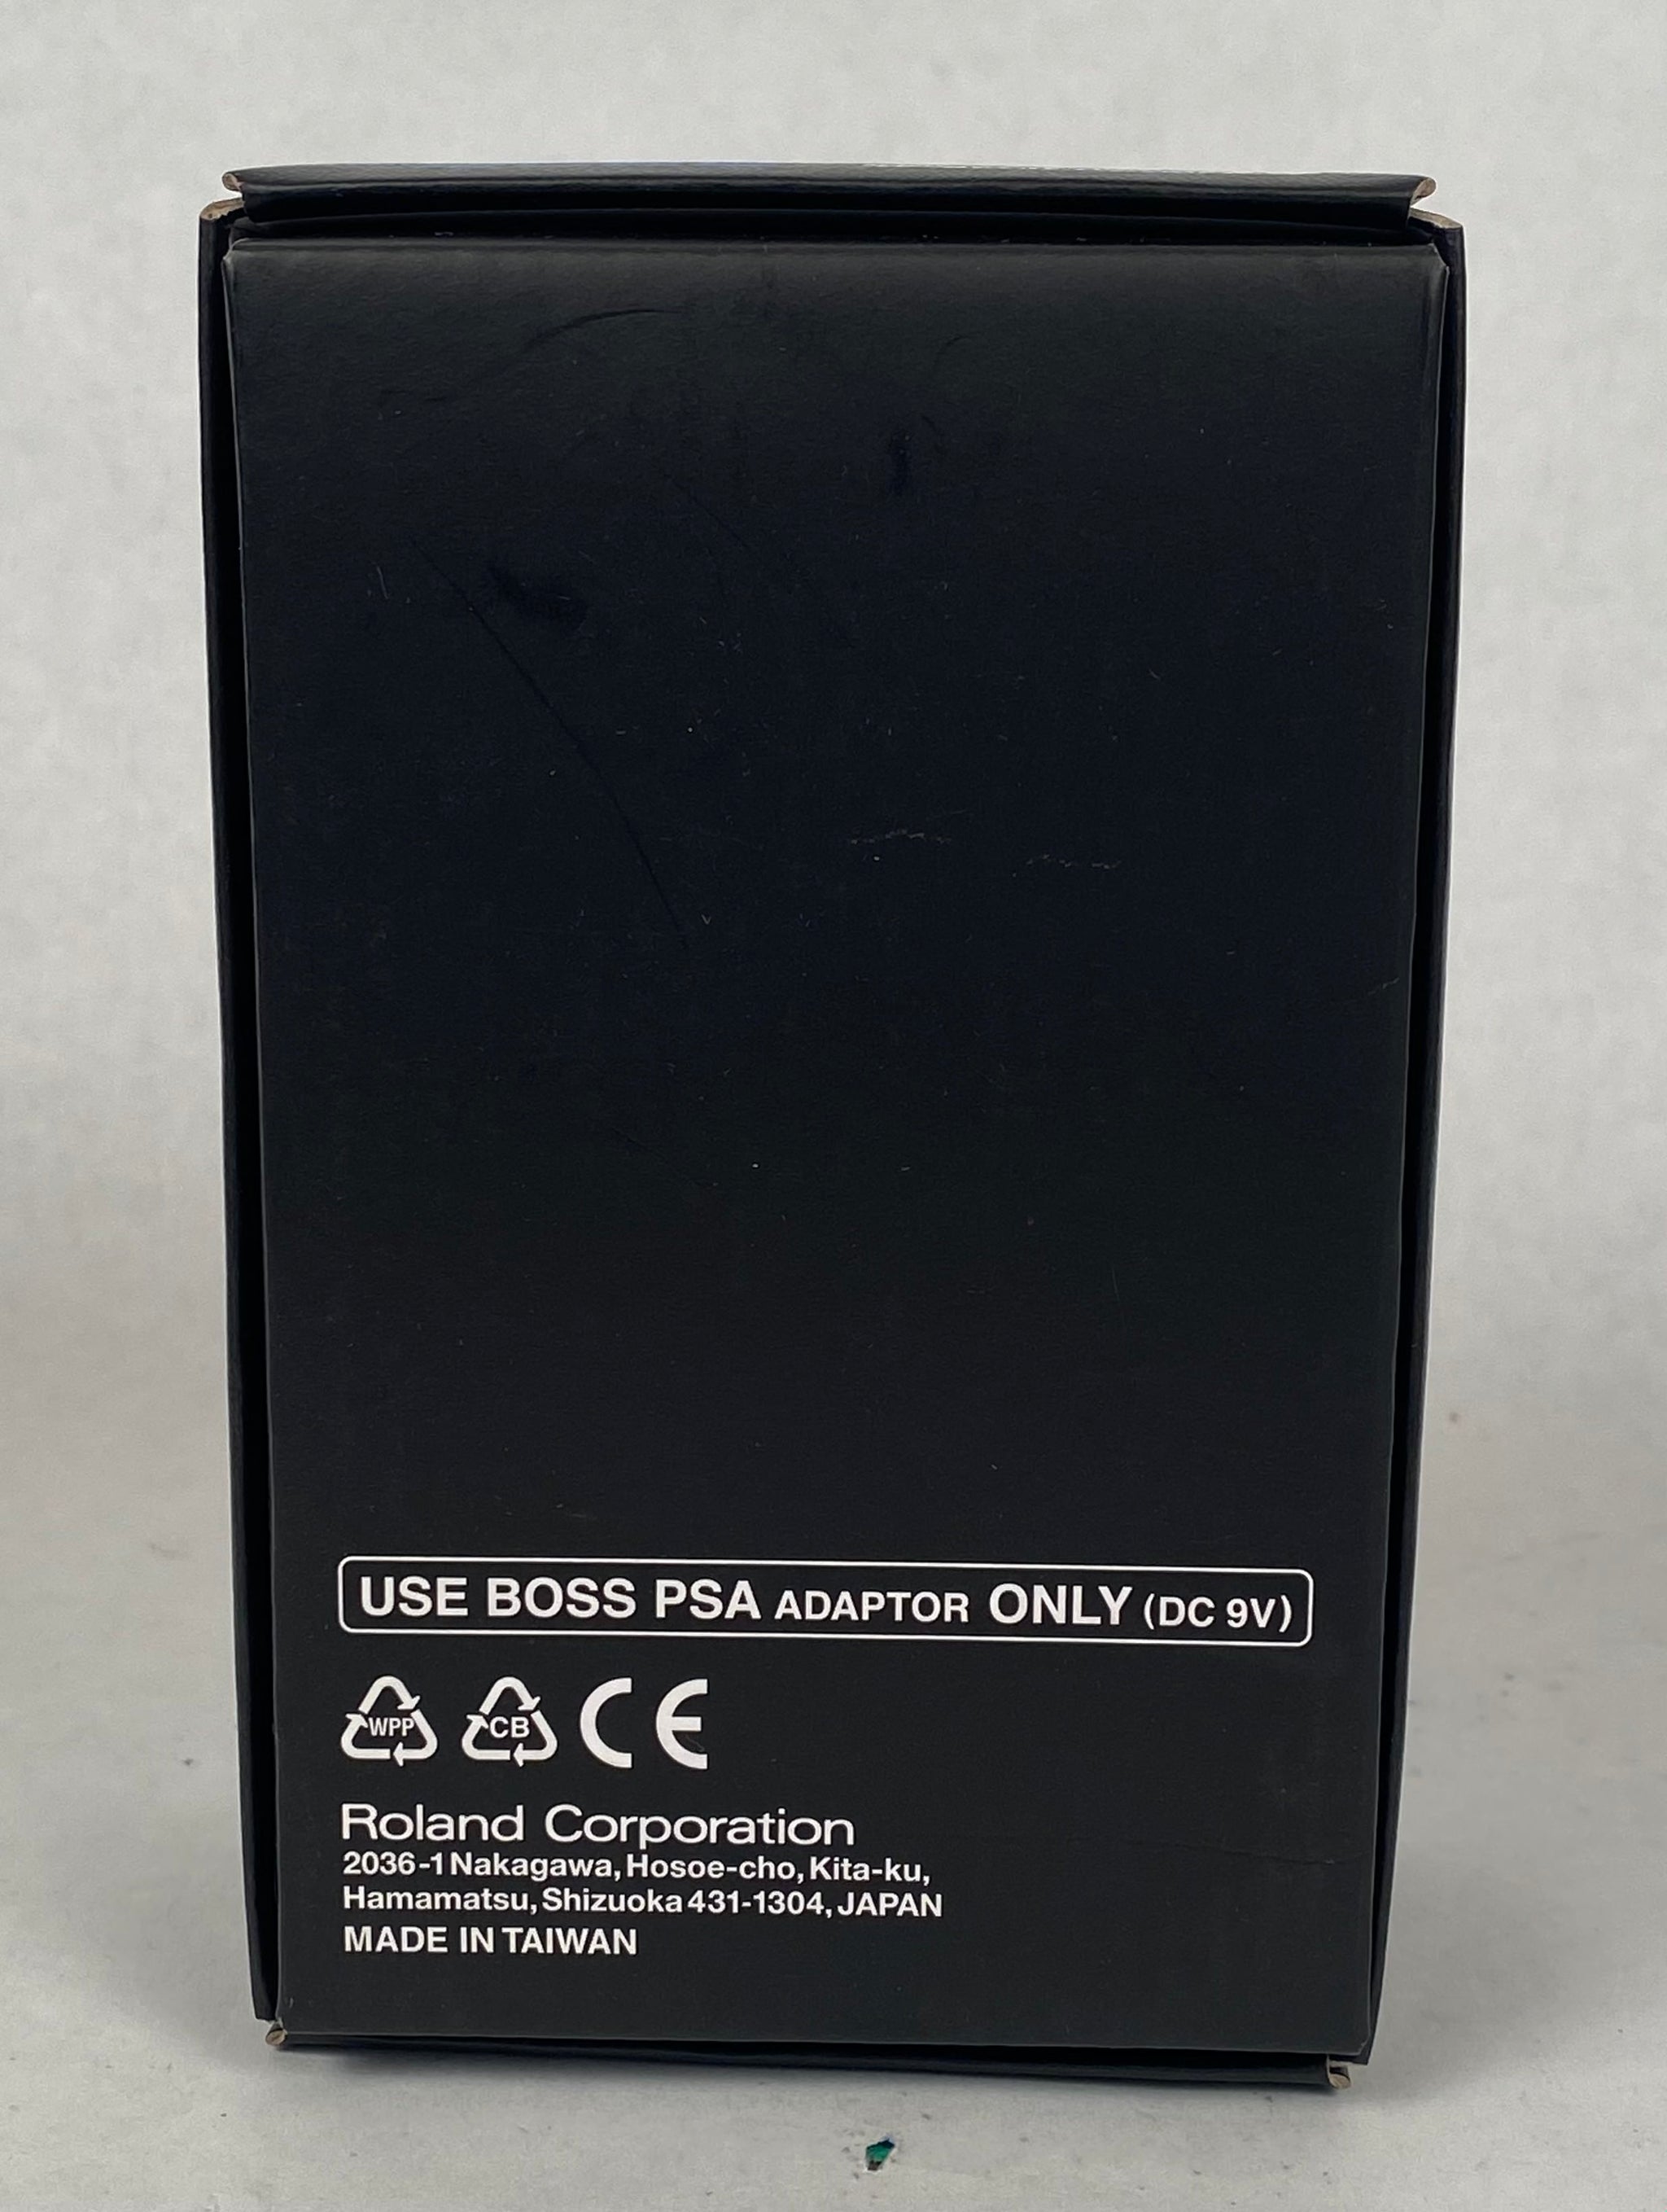 USE BOSS PSA ADAPTOR ONLY (DC 9V)
WPP CB CE
Roland Corporation
2036-1 Nakagawa, Hosoe-cho, Kita-ku,
Hamamatsu, Shizuoka 431-1304, JAPAN
MADE IN TAIWAN